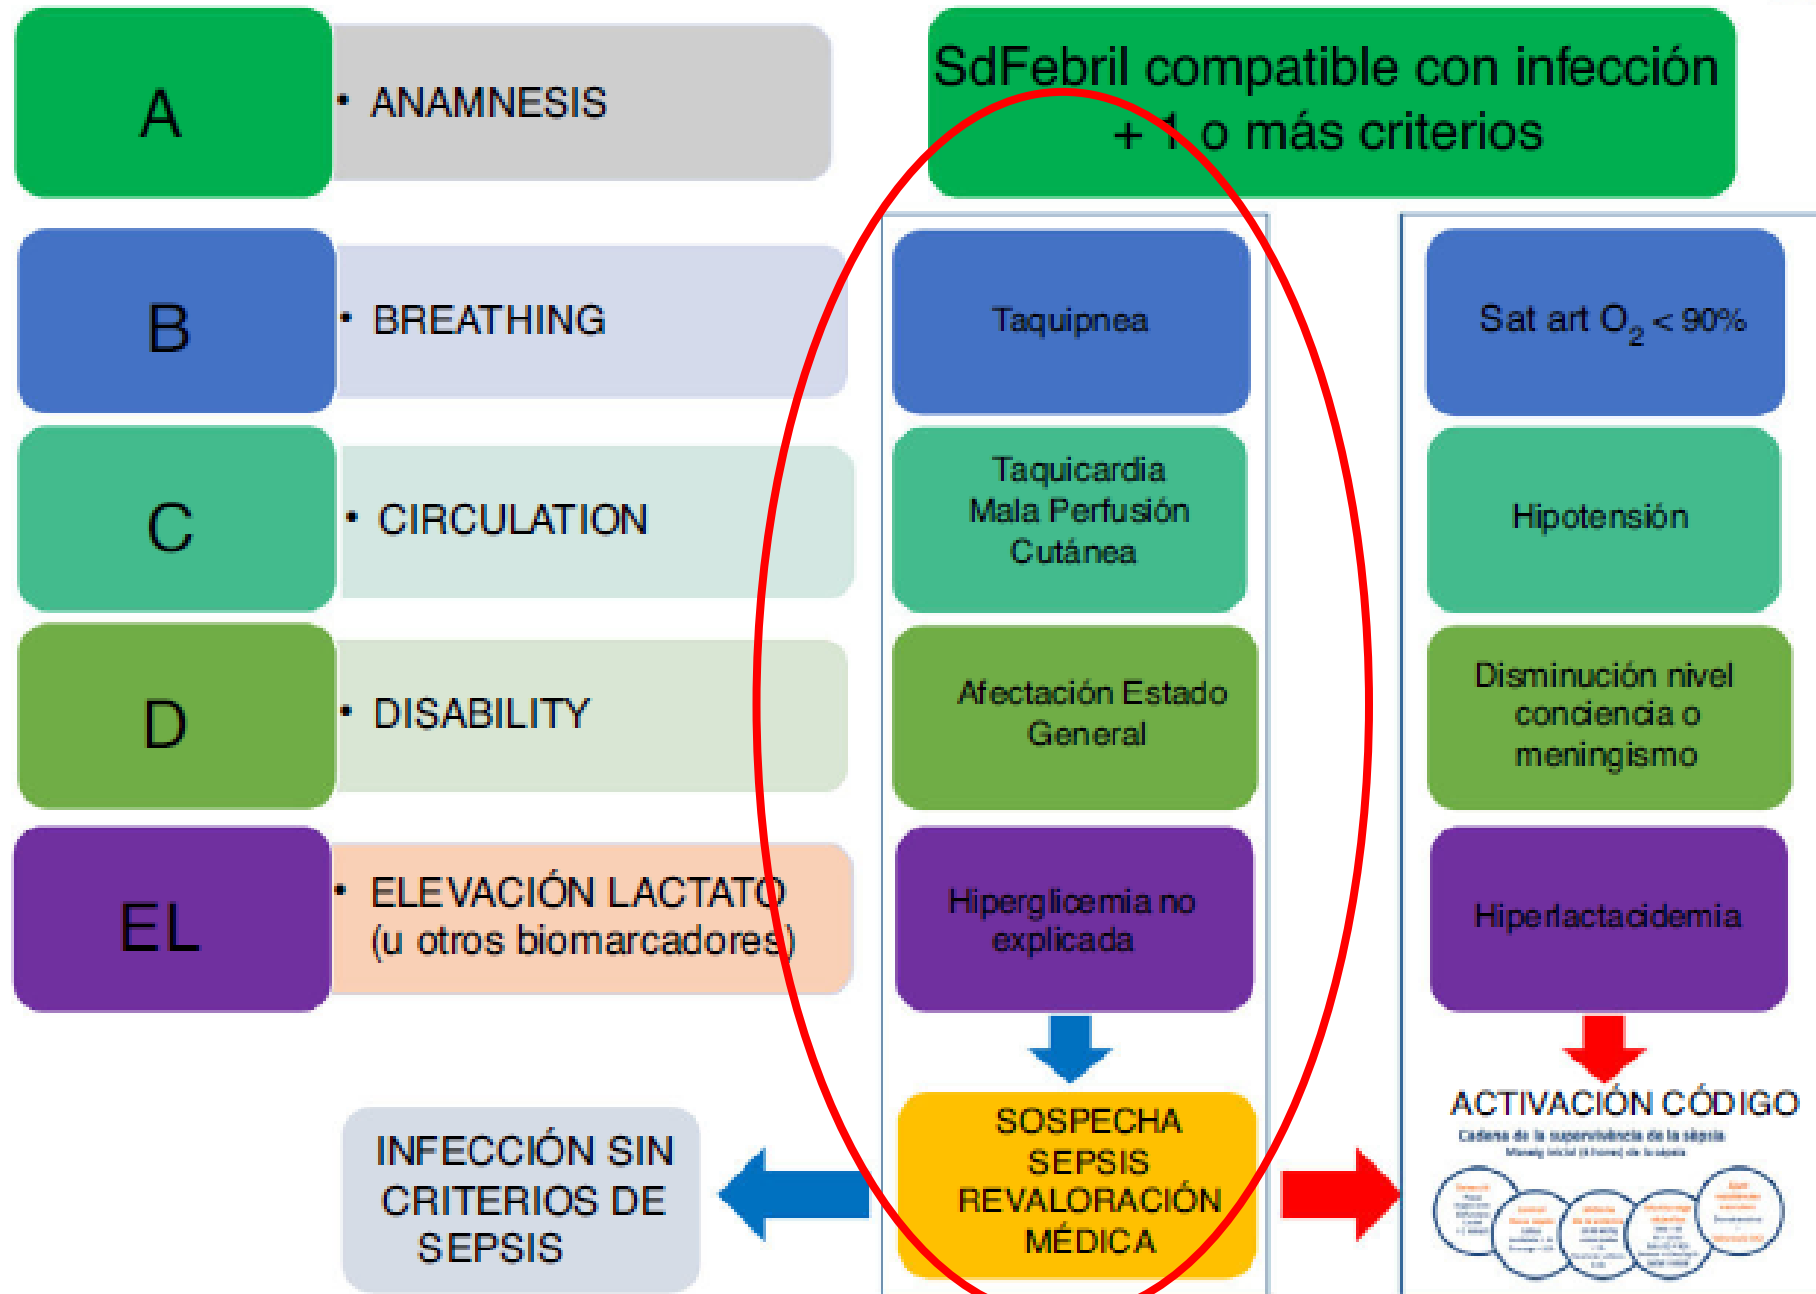 A
• ANAMNESIS
SdFebril compatible con infección
+ 1 o más criterios
B
• BREATHING
Taquipnea
Sat art O₂ < 90%
C
• CIRCULATION
Taquicardia
Mala Perfusión
Cutánea
Hipotensión
D
• DISABILITY
Afectación Estado
General
Disminución nivel
conciencia o
meningismo
EL
• ELEVACIÓN LACTATO
(u otros biomarcadores)
Hiperglicemia no
explicada
Hiperlactacidemia
INFECCIÓN SIN
CRITERIOS DE
SEPSIS
SOSPECHA
SEPSIS
REVALORACIÓN
MÉDICA
ACTIVACIÓN CÓDIGO
Cadena de la supervivència de la sèpsia